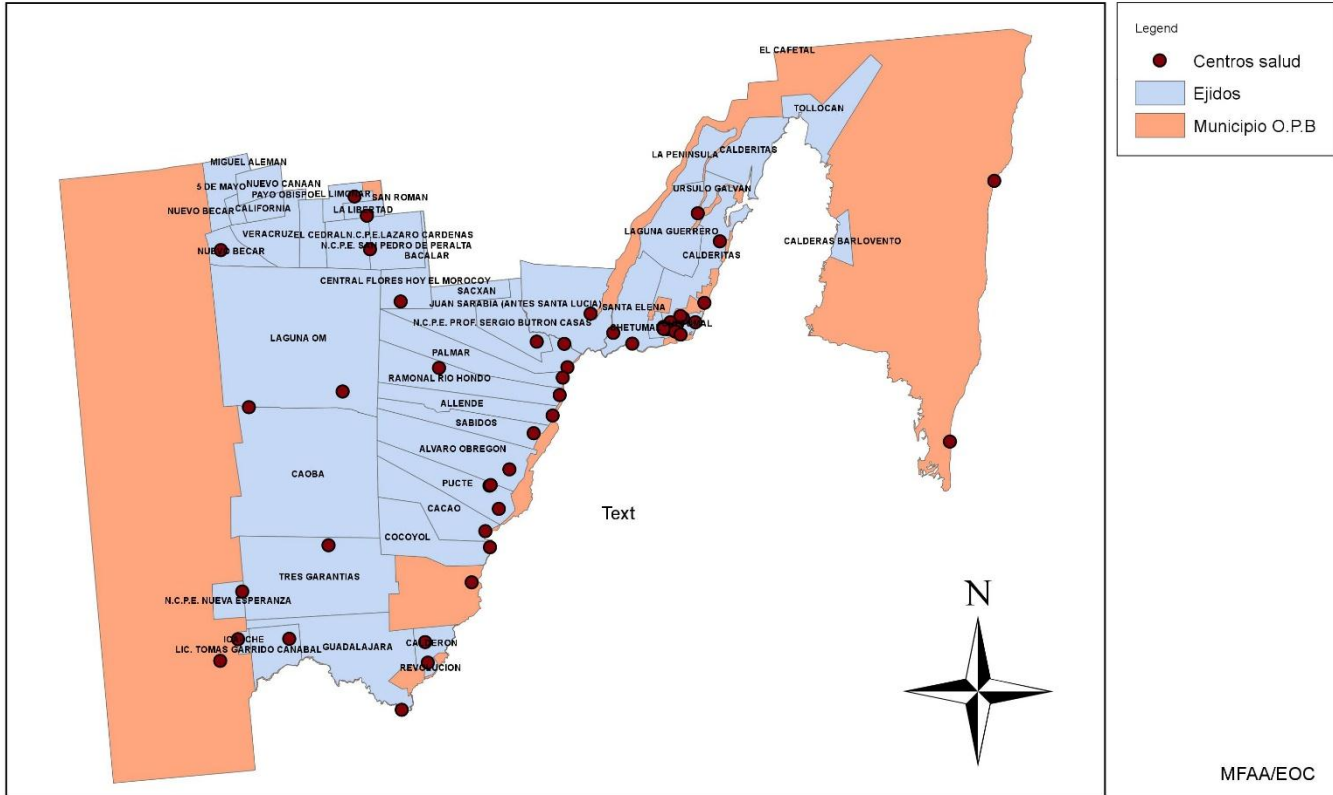 EL CAFETAL
TOLLOCAN
LA PENINSULA
CALDERITAS
MIGUEL ALEMAN
5 DE MAYO
NUEVO CANAAN
PAYO OBISPO
EL LIMONAR
SAN ROMAN
URSULO GALVAN
NUEVO BECAR
CALIFORNIA
LA LIBERTAD
VERACRUZ
EL CEDRAL
N.C.P.E.LAZARO CARDENAS
LAGUNA GUERRERO
NUEVO BECAR
N.C.P.E. SAN PEDRO DE PERALTA
BACALAR
CALDERITAS
CALDERAS BARLOVENTO
CENTRAL FLORES HOY EL MOROCOY
SACXAN
JUAN SARABIA (ANTES SANTA LUCIA)
SANTA ELENA
N.C.P.E. PROF. SERGIO BUTRON CASAS
CHETUMAL
LAGUNA OM
PALMAR
RAMONAL RIO HONDO
ALLENDE
SABIDOS
ALVARO OBREGON
CAOBA
PUCTE
CACAO
Text
COCOYOL
TRES GARANTIAS
N.C.P.E. NUEVA ESPERANZA
LIC. TOMAS GARRIDO CANABAL
GUADALAJARA
CALDERON
REVOLUCION
N
Legend
Centros salud
Ejidos
Municipio O.P.B
MFAA/EOC